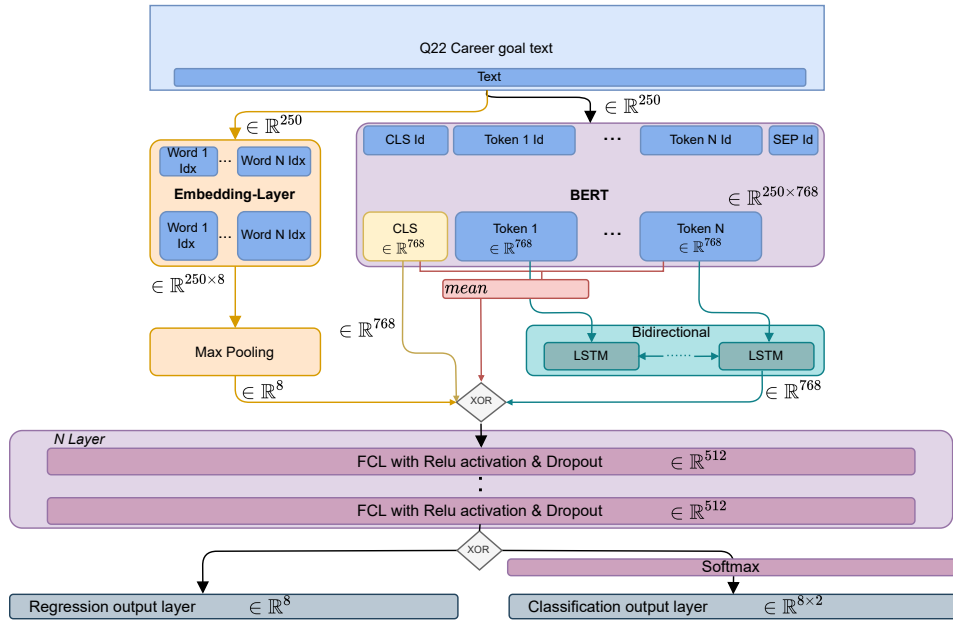 Q22 Career goal text
Text
∈ ℝ^250
∈ ℝ^250
CLS Id
Token 1 Id
...
Token N Id
SEP Id
Word 1 Idx
...
Word N Idx
Embedding-Layer
BERT
∈ ℝ^250×768
Word 1 Idx
...
Word N Idx
CLS
∈ ℝ^768
Token 1
∈ ℝ^768
...
Token N
∈ ℝ^768
∈ ℝ^250×8
mean
∈ ℝ^768
Bidirectional
Max Pooling
LSTM
......
LSTM
∈ ℝ^8
∈ ℝ^768
XOR
N Layer
FCL with Relu activation & Dropout ∈ ℝ^512
⋮
FCL with Relu activation & Dropout ∈ ℝ^512
XOR
Softmax
Regression output layer ∈ ℝ^8
Classification output layer ∈ ℝ^8×2